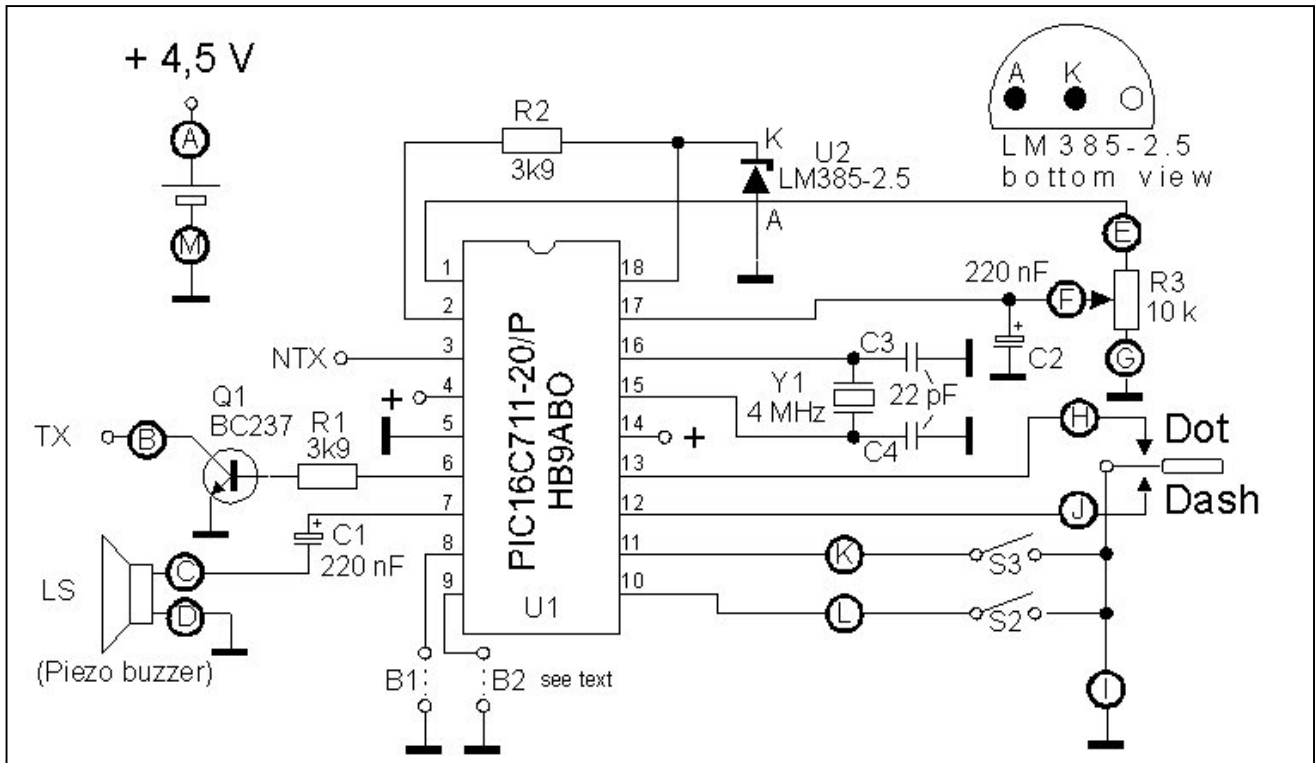 + 4,5 V
A
M
R2
3k9
K
U2
LM385-2.5
A
A K
LM385-2.5
bottom view
E
F
G
R3
10 k
220 nF
+
C2
1
2
3
4
5
6
7
8
9
18
17
16
15
14
13
12
11
10
PIC16C711-20/P
HB9ABO
U1
NTX
+
TX
B
Q1
BC237
R1
3k9
+
C1
220 nF
LS
C
D
(Piezo buzzer)
B1
B2 see text
C3
Y1
4 MHz
22 pF
C4
+
H
Dot
Dash
J
K
S3
L
S2
I